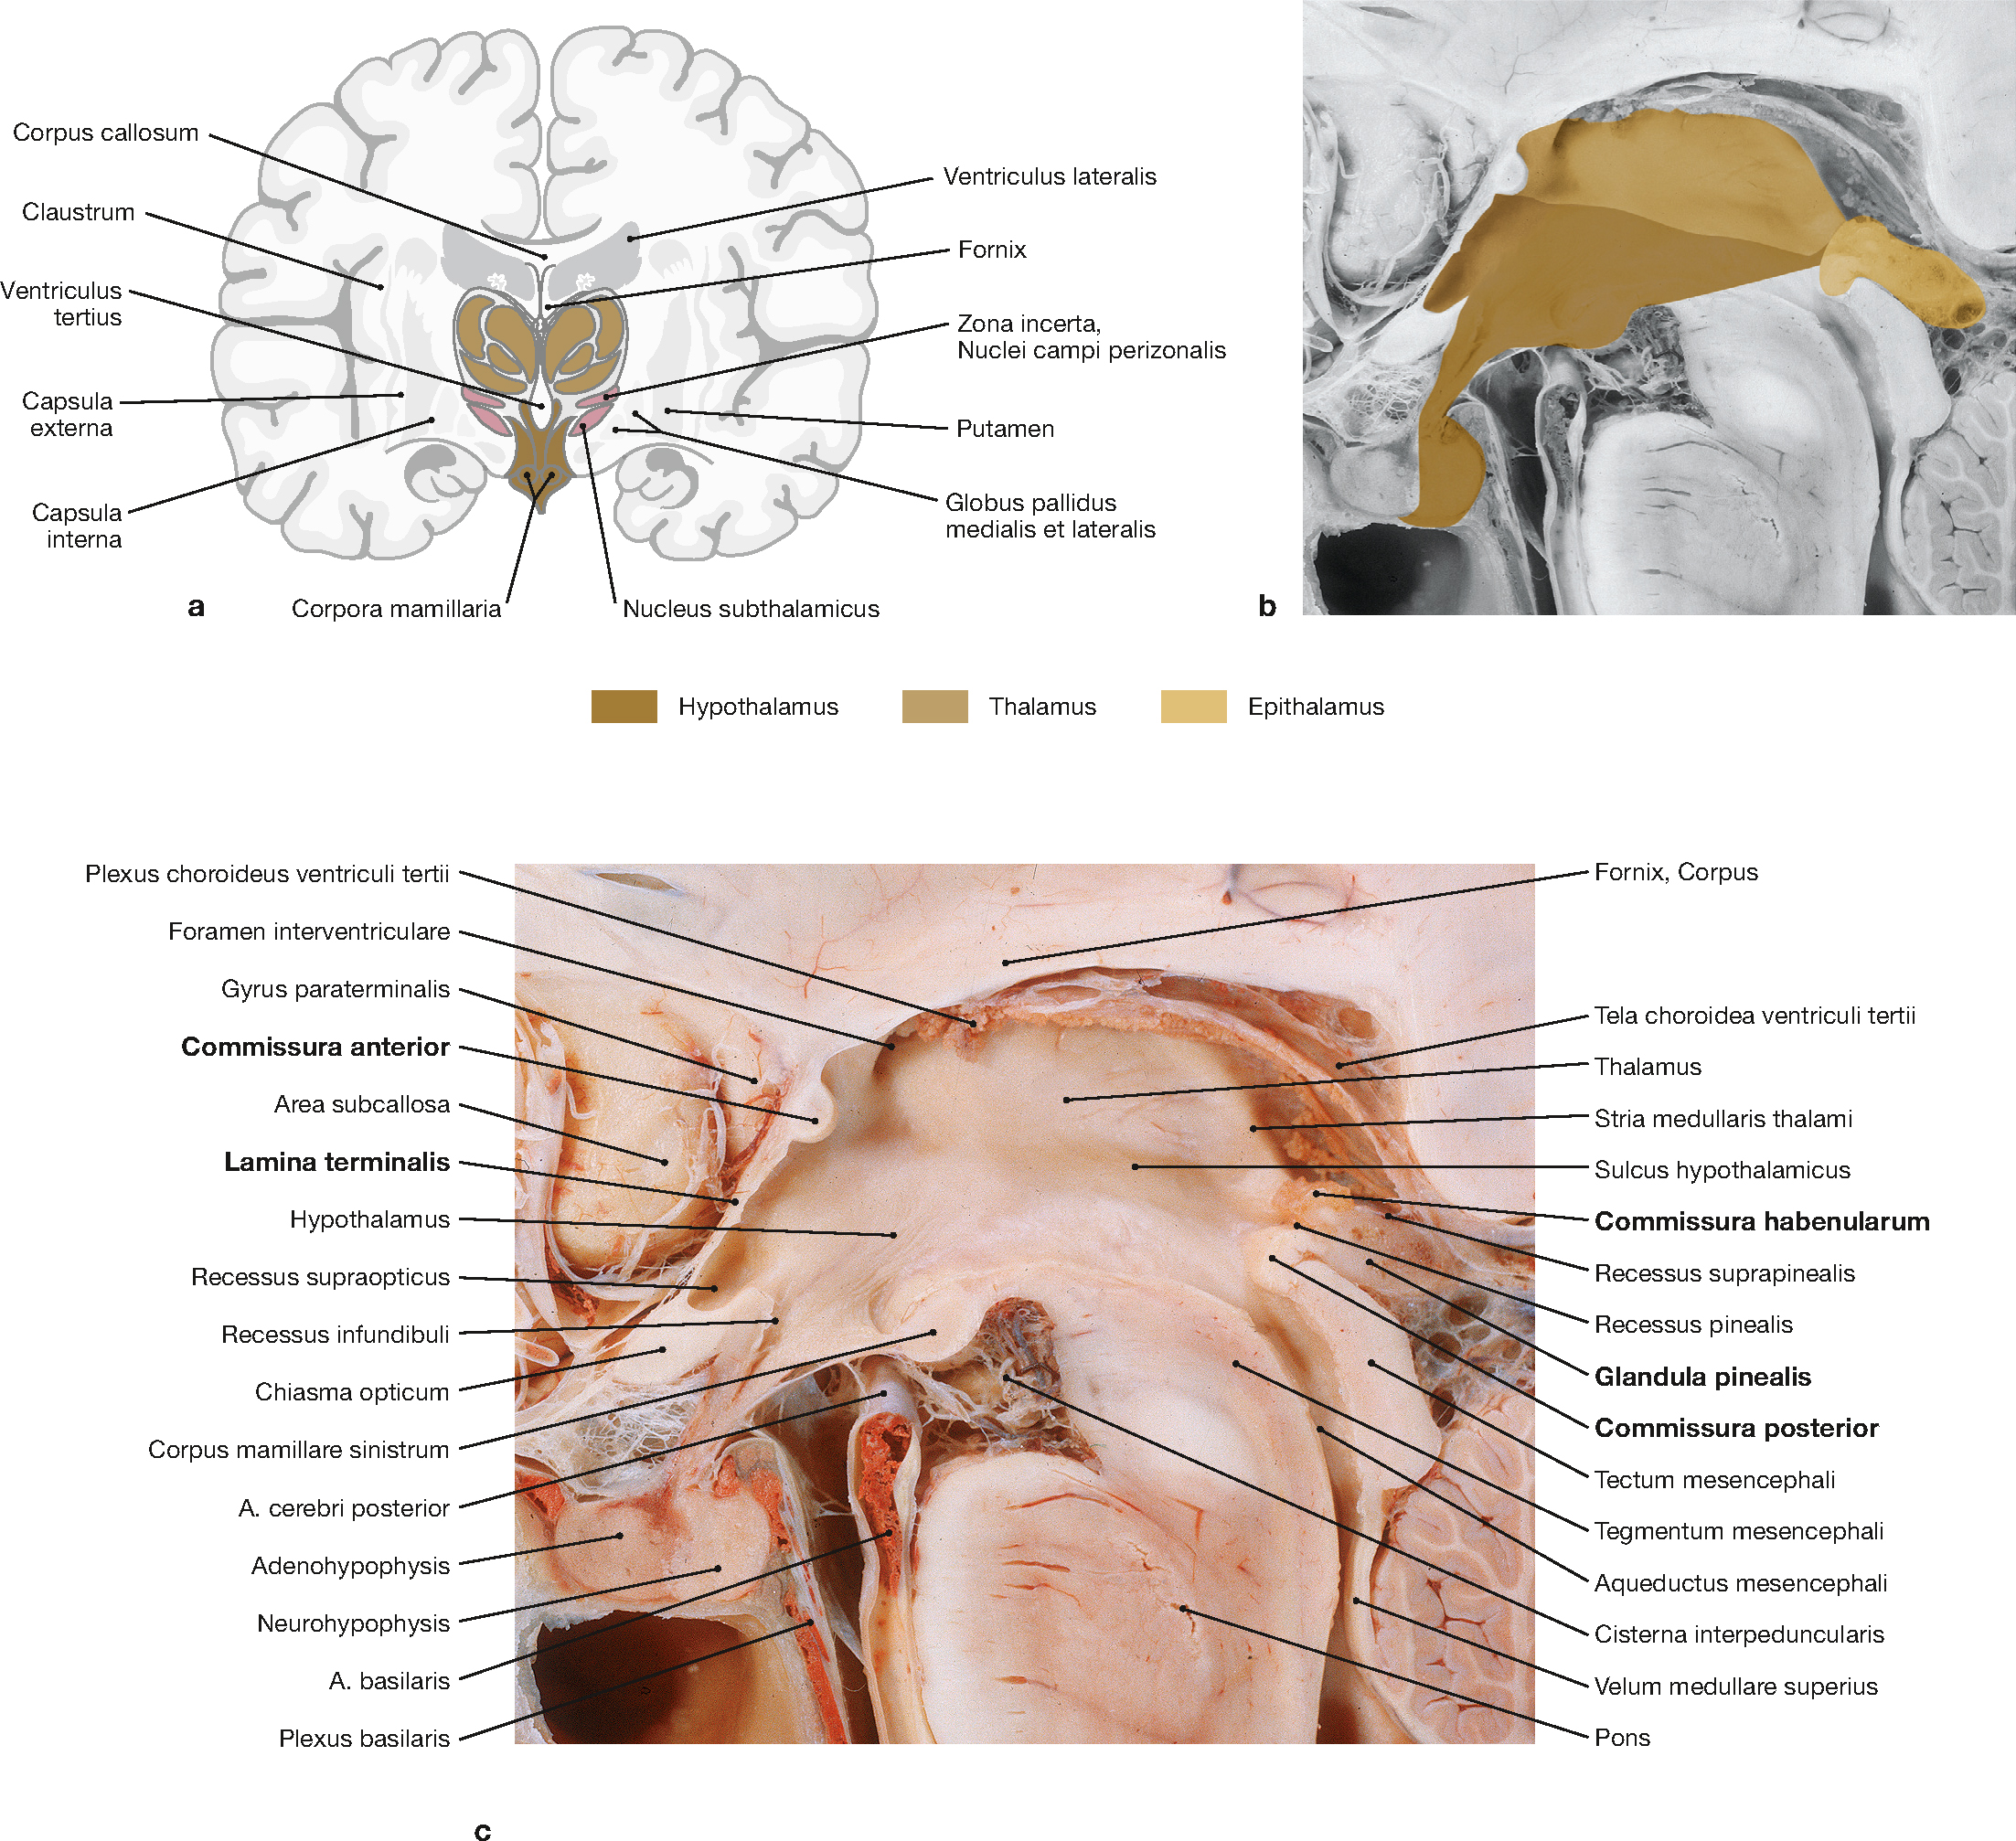 Corpus callosum
Claustrum
Ventriculus
tertius
Capsula
externa
Capsula
interna
Corpora mamillaria
Nucleus subthalamicus
Ventriculus lateralis
Fornix
Zona incerta,
Nuclei campi perizonalis
Putamen
Globus pallidus
medialis et lateralis
a
b
Hypothalamus
Thalamus
Epithalamus
Plexus choroideus ventriculi tertii
Foramen interventriculare
Gyrus paraterminalis
Commissura anterior
Area subcallosa
Lamina terminalis
Hypothalamus
Recessus supraopticus
Recessus infundibuli
Chiasma opticum
Corpus mamillare sinistrum
A. cerebri posterior
Adenohypophysis
Neurohypophysis
A. basilaris
Plexus basilaris
Fornix, Corpus
Tela choroidea ventriculi tertii
Thalamus
Stria medullaris thalami
Sulcus hypothalamicus
Commissura habenularum
Recessus suprapinealis
Recessus pinealis
Glandula pinealis
Commissura posterior
Tectum mesencephali
Tegmentum mesencephali
Aqueductus mesencephali
Cisterna interpeduncularis
Velum medullare superius
Pons
c